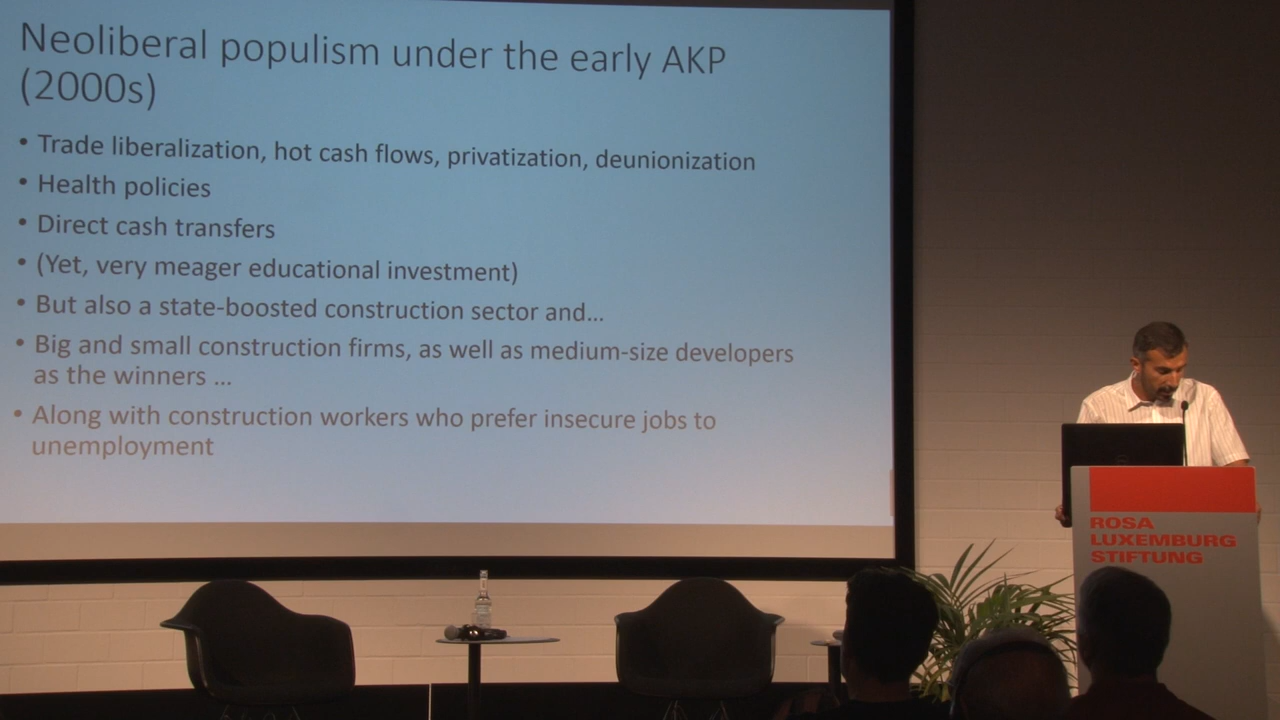 Neoliberal populism under the early AKP
(2000s)
• Trade liberalization, hot cash flows, privatization, deunionization
• Health policies
• Direct cash transfers
• (Yet, very meager educational investment)
• But also a state-boosted construction sector and…
• Big and small construction firms, as well as medium-size developers
as the winners …
• Along with construction workers who prefer insecure jobs to
unemployment
ROSA
LUXEMBURG
STIFTUNG